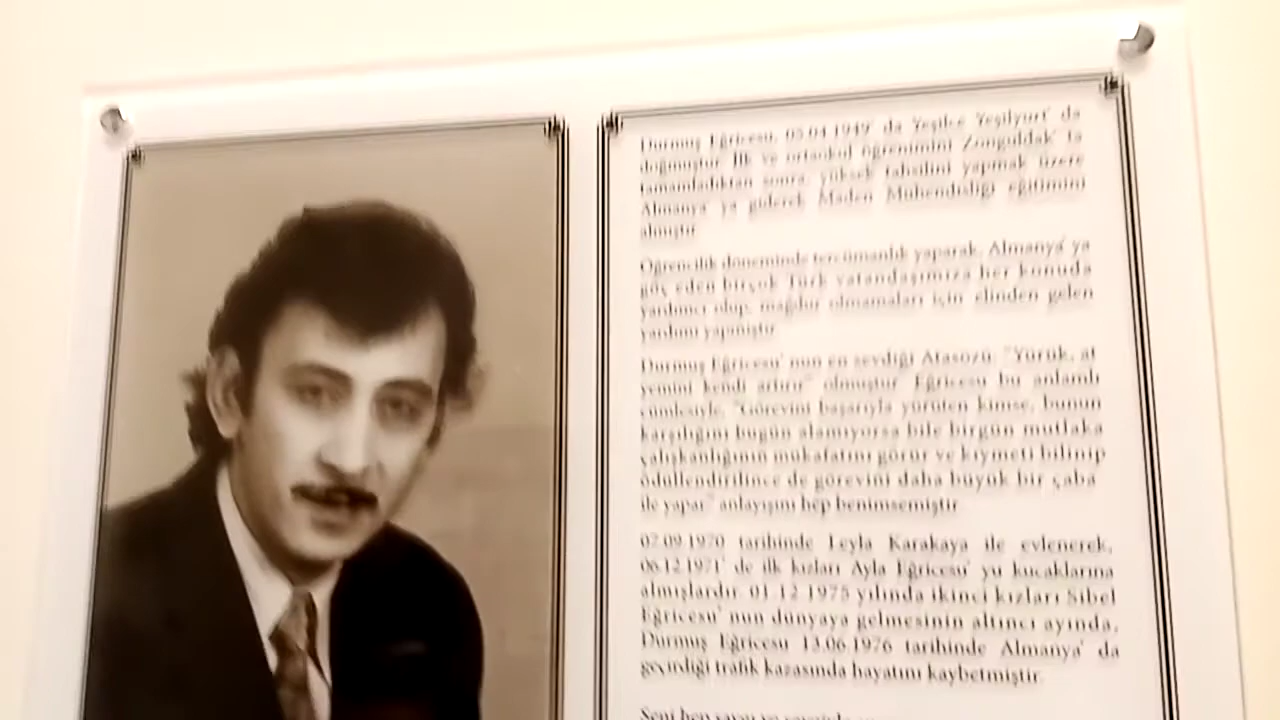 Durmuş Eğricesu, 05.04.1949' da Yeşilce Yeşilyurt' da
doğmuştur. İlk ve ortaokul öğrenimini Zonguldak' ta
tamamladıktan sonra, yüksek tahsilini yapmak üzere
Almanya' ya giderek Maden Mühendisliği eğitimini
almıştır.
Öğrencilik döneminde tercümanlık yaparak, Almanya' ya
göç eden birçok Türk vatandaşımıza her konuda
yardımcı olup, mağdur olmamaları için elinden gelen
yardımı yapmıştır.
Durmuş Eğricesu' nun en sevdiği Atasözü; "Yürük, at
yemini kendi artırır" olmuştur. Eğricesu bu anlamlı
cümlesiyle, "Görevini başarıyla yürüten kimse, bunun
karşılığını bugün alamıyorsa bile birgün mutlaka
çalışkanlığının mükafatını görür ve kıymeti bilinip
ödüllendirilince de görevini daha büyük bir çaba
ile yapar" anlayışını hep benimsemiştir.
07.09.1970 tarihinde Leyla Karakaya ile evlenerek,
06.12.1971' de ilk kızları Ayla Eğricesu' yu kucaklarına
almışlardır. 01.12.1975 yılında ikinci kızları Sibel
Eğricesu' nun dünyaya gelmesinin altıncı ayında,
Durmuş Eğricesu 13.06.1976 tarihinde Almanya' da
geçirdiği trafik kazasında hayatını kaybetmiştir.
Seni hep saygı ve sevgiyle